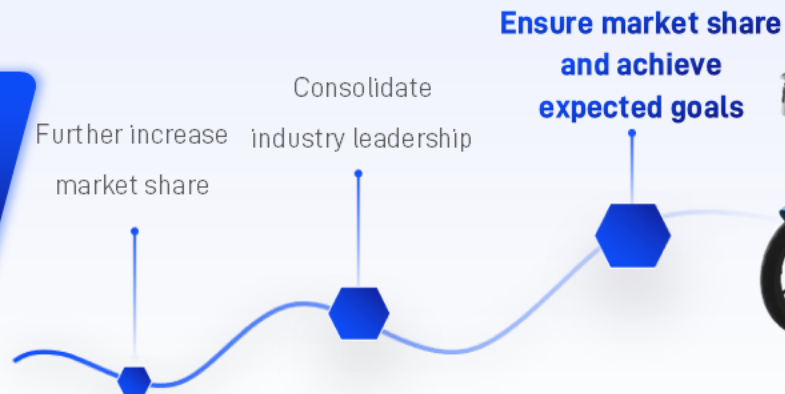 Further increase
market share
Consolidate
industry leadership
Ensure market share
and achieve
expected goals